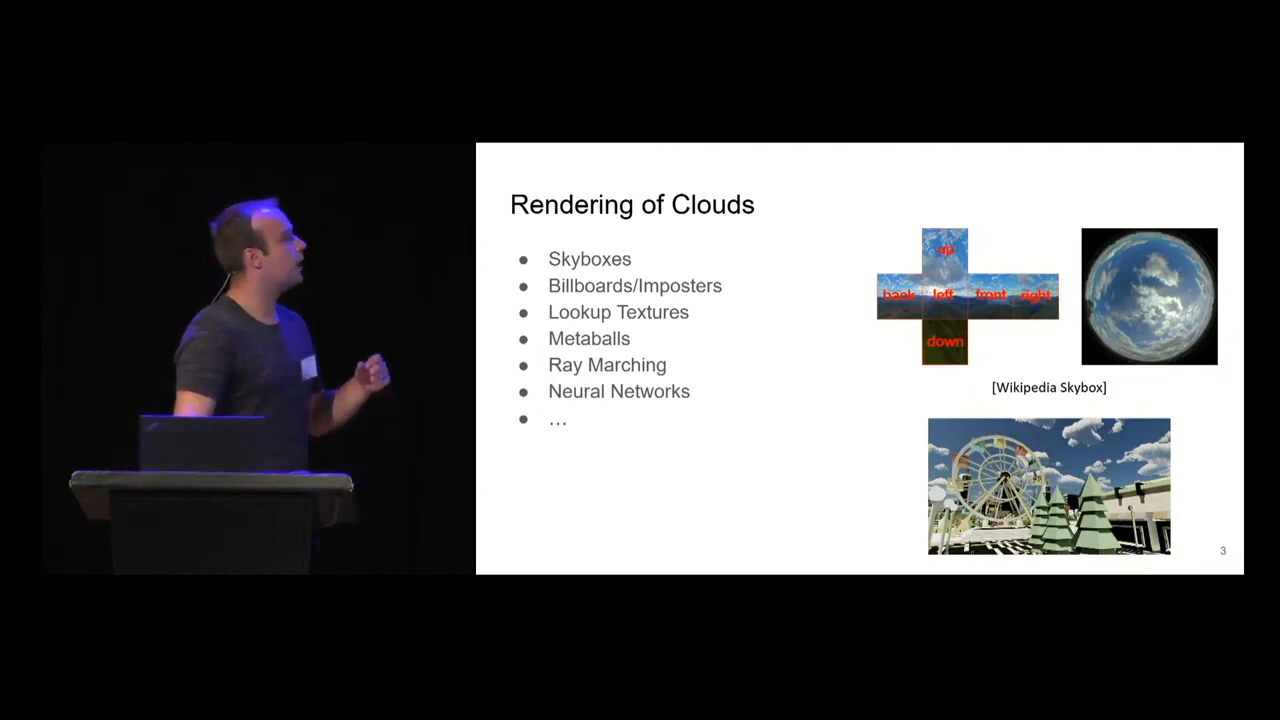 Rendering of Clouds
● Skyboxes
● Billboards/Imposters
● Lookup Textures
● Metaballs
● Ray Marching
● Neural Networks
● …
up
back left front right
down
[Wikipedia Skybox]
3